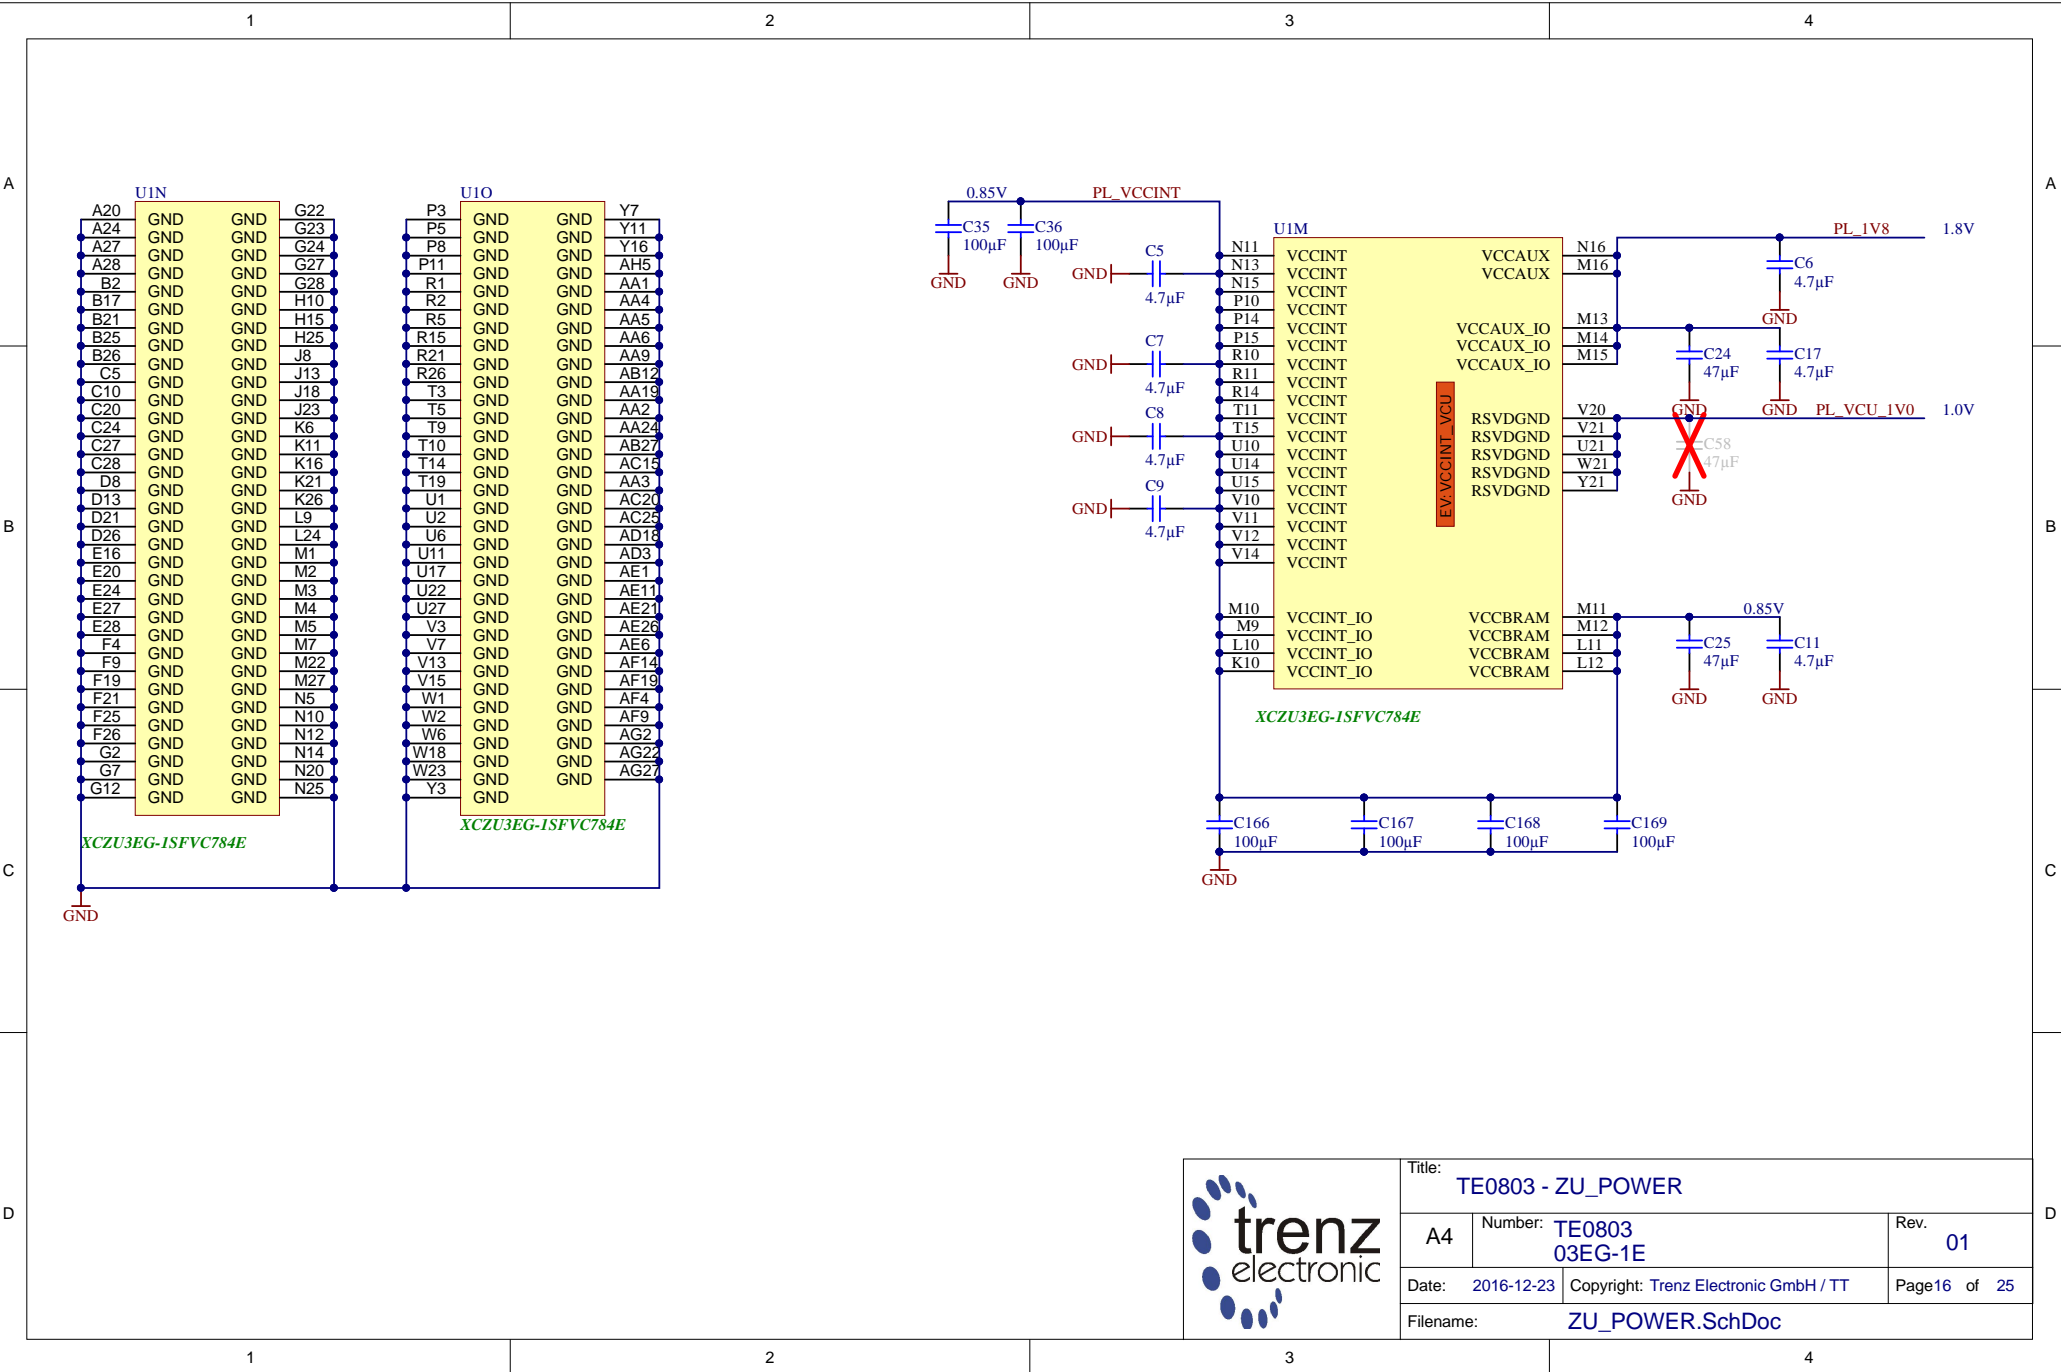 1 2 3 4
A A
B B
C C
D D
U1N
A20 GND GND G22
A24 GND GND G23
A27 GND GND G24
A28 GND GND G27
B2 GND GND G28
B17 GND GND H10
B21 GND GND H15
B25 GND GND H25
B26 GND GND J8
C5 GND GND J13
C10 GND GND J18
C20 GND GND J23
C24 GND GND K6
C27 GND GND K11
C28 GND GND K16
D8 GND GND K21
D13 GND GND K26
D21 GND GND L9
D26 GND GND L24
E16 GND GND M1
E20 GND GND M2
E24 GND GND M3
E27 GND GND M4
E28 GND GND M5
F4 GND GND M7
F9 GND GND M22
F19 GND GND M27
F21 GND GND N5
F25 GND GND N10
F26 GND GND N12
G2 GND GND N14
G7 GND GND N20
G12 GND GND N25
XCZU3EG-1SFVC784E
GND
U1O
P3 GND GND Y7
P5 GND GND Y11
P8 GND GND Y16
P11 GND GND AH5
R1 GND GND AA1
R2 GND GND AA4
R5 GND GND AA5
R15 GND GND AA6
R21 GND GND AA9
R26 GND GND AB12
T3 GND GND AA19
T5 GND GND AA2
T9 GND GND AA24
T10 GND GND AB27
T14 GND GND AC15
T19 GND GND AA3
U1 GND GND AC20
U2 GND GND AC25
U6 GND GND AD18
U11 GND GND AD3
U17 GND GND AE1
U22 GND GND AE11
U27 GND GND AE21
V3 GND GND AE26
V7 GND GND AE6
V13 GND GND AF14
V15 GND GND AF19
W1 GND GND AF4
W2 GND GND AF9
W6 GND GND AG2
W18 GND GND AG22
W23 GND GND AG27
Y3 GND
XCZU3EG-1SFVC784E
0.85V PL_VCCINT
C35 100µF GND
C36 100µF GND
GND C5 4.7µF
GND C7 4.7µF
GND C8 4.7µF
GND C9 4.7µF
U1M
N11 VCCINT
N13 VCCINT
N15 VCCINT
P10 VCCINT
P14 VCCINT
P15 VCCINT
R10 VCCINT
R11 VCCINT
R14 VCCINT
T11 VCCINT
T15 VCCINT
U10 VCCINT
U14 VCCINT
U15 VCCINT
V10 VCCINT
V11 VCCINT
V12 VCCINT
V14 VCCINT
M10 VCCINT_IO
M9 VCCINT_IO
L10 VCCINT_IO
K10 VCCINT_IO
EV: VCCINT_VCU
VCCAUX N16
VCCAUX M16
VCCAUX_IO M13
VCCAUX_IO M14
VCCAUX_IO M15
RSVDGND V20
RSVDGND V21
RSVDGND U21
RSVDGND W21
RSVDGND Y21
VCCBRAM M11
VCCBRAM M12
VCCBRAM L11
VCCBRAM L12
XCZU3EG-1SFVC784E
PL_1V8 1.8V
C6 4.7µF GND
C24 47µF GND
C17 4.7µF GND
PL_VCU_1V0 1.0V
C58 47µF GND
0.85V
C25 47µF GND
C11 4.7µF GND
C166 100µF
C167 100µF
C168 100µF
C169 100µF
GND
trenz
electronic
Title:
TE0803 - ZU_POWER
A4 Number: TE0803
03EG-1E
Rev. 01
Date: 2016-12-23 Copyright: Trenz Electronic GmbH / TT Page16 of 25
Filename: ZU_POWER.SchDoc
1 2 3 4